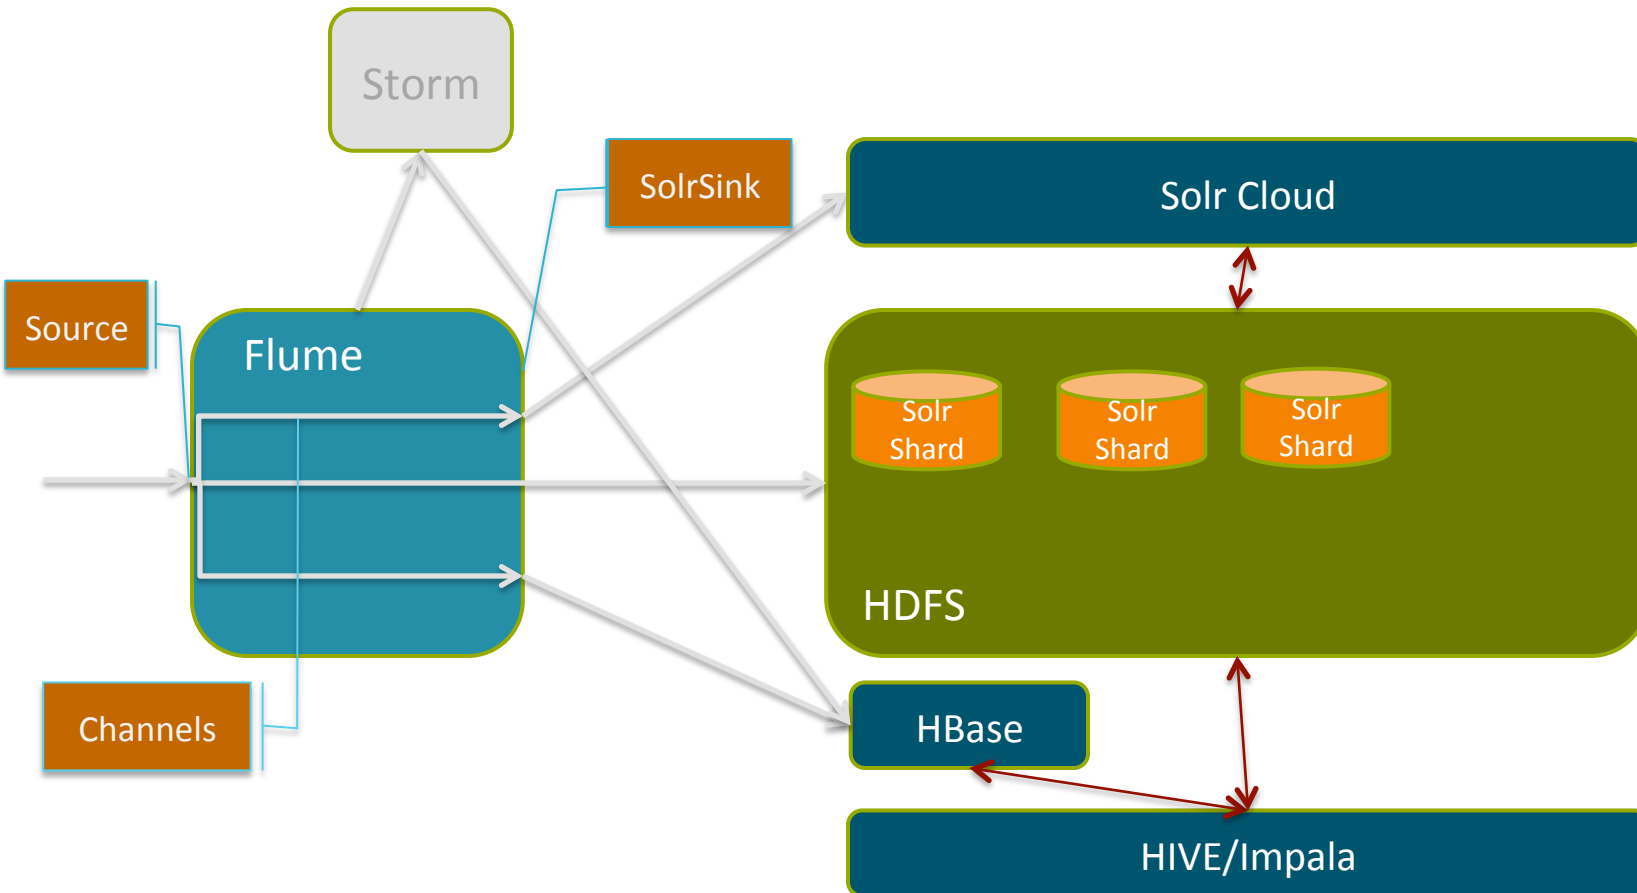 Storm
SolrSink
Solr Cloud
Source
Flume
Solr
Shard
Solr
Shard
Solr
Shard
HDFS
Channels
HBase
HIVE/Impala